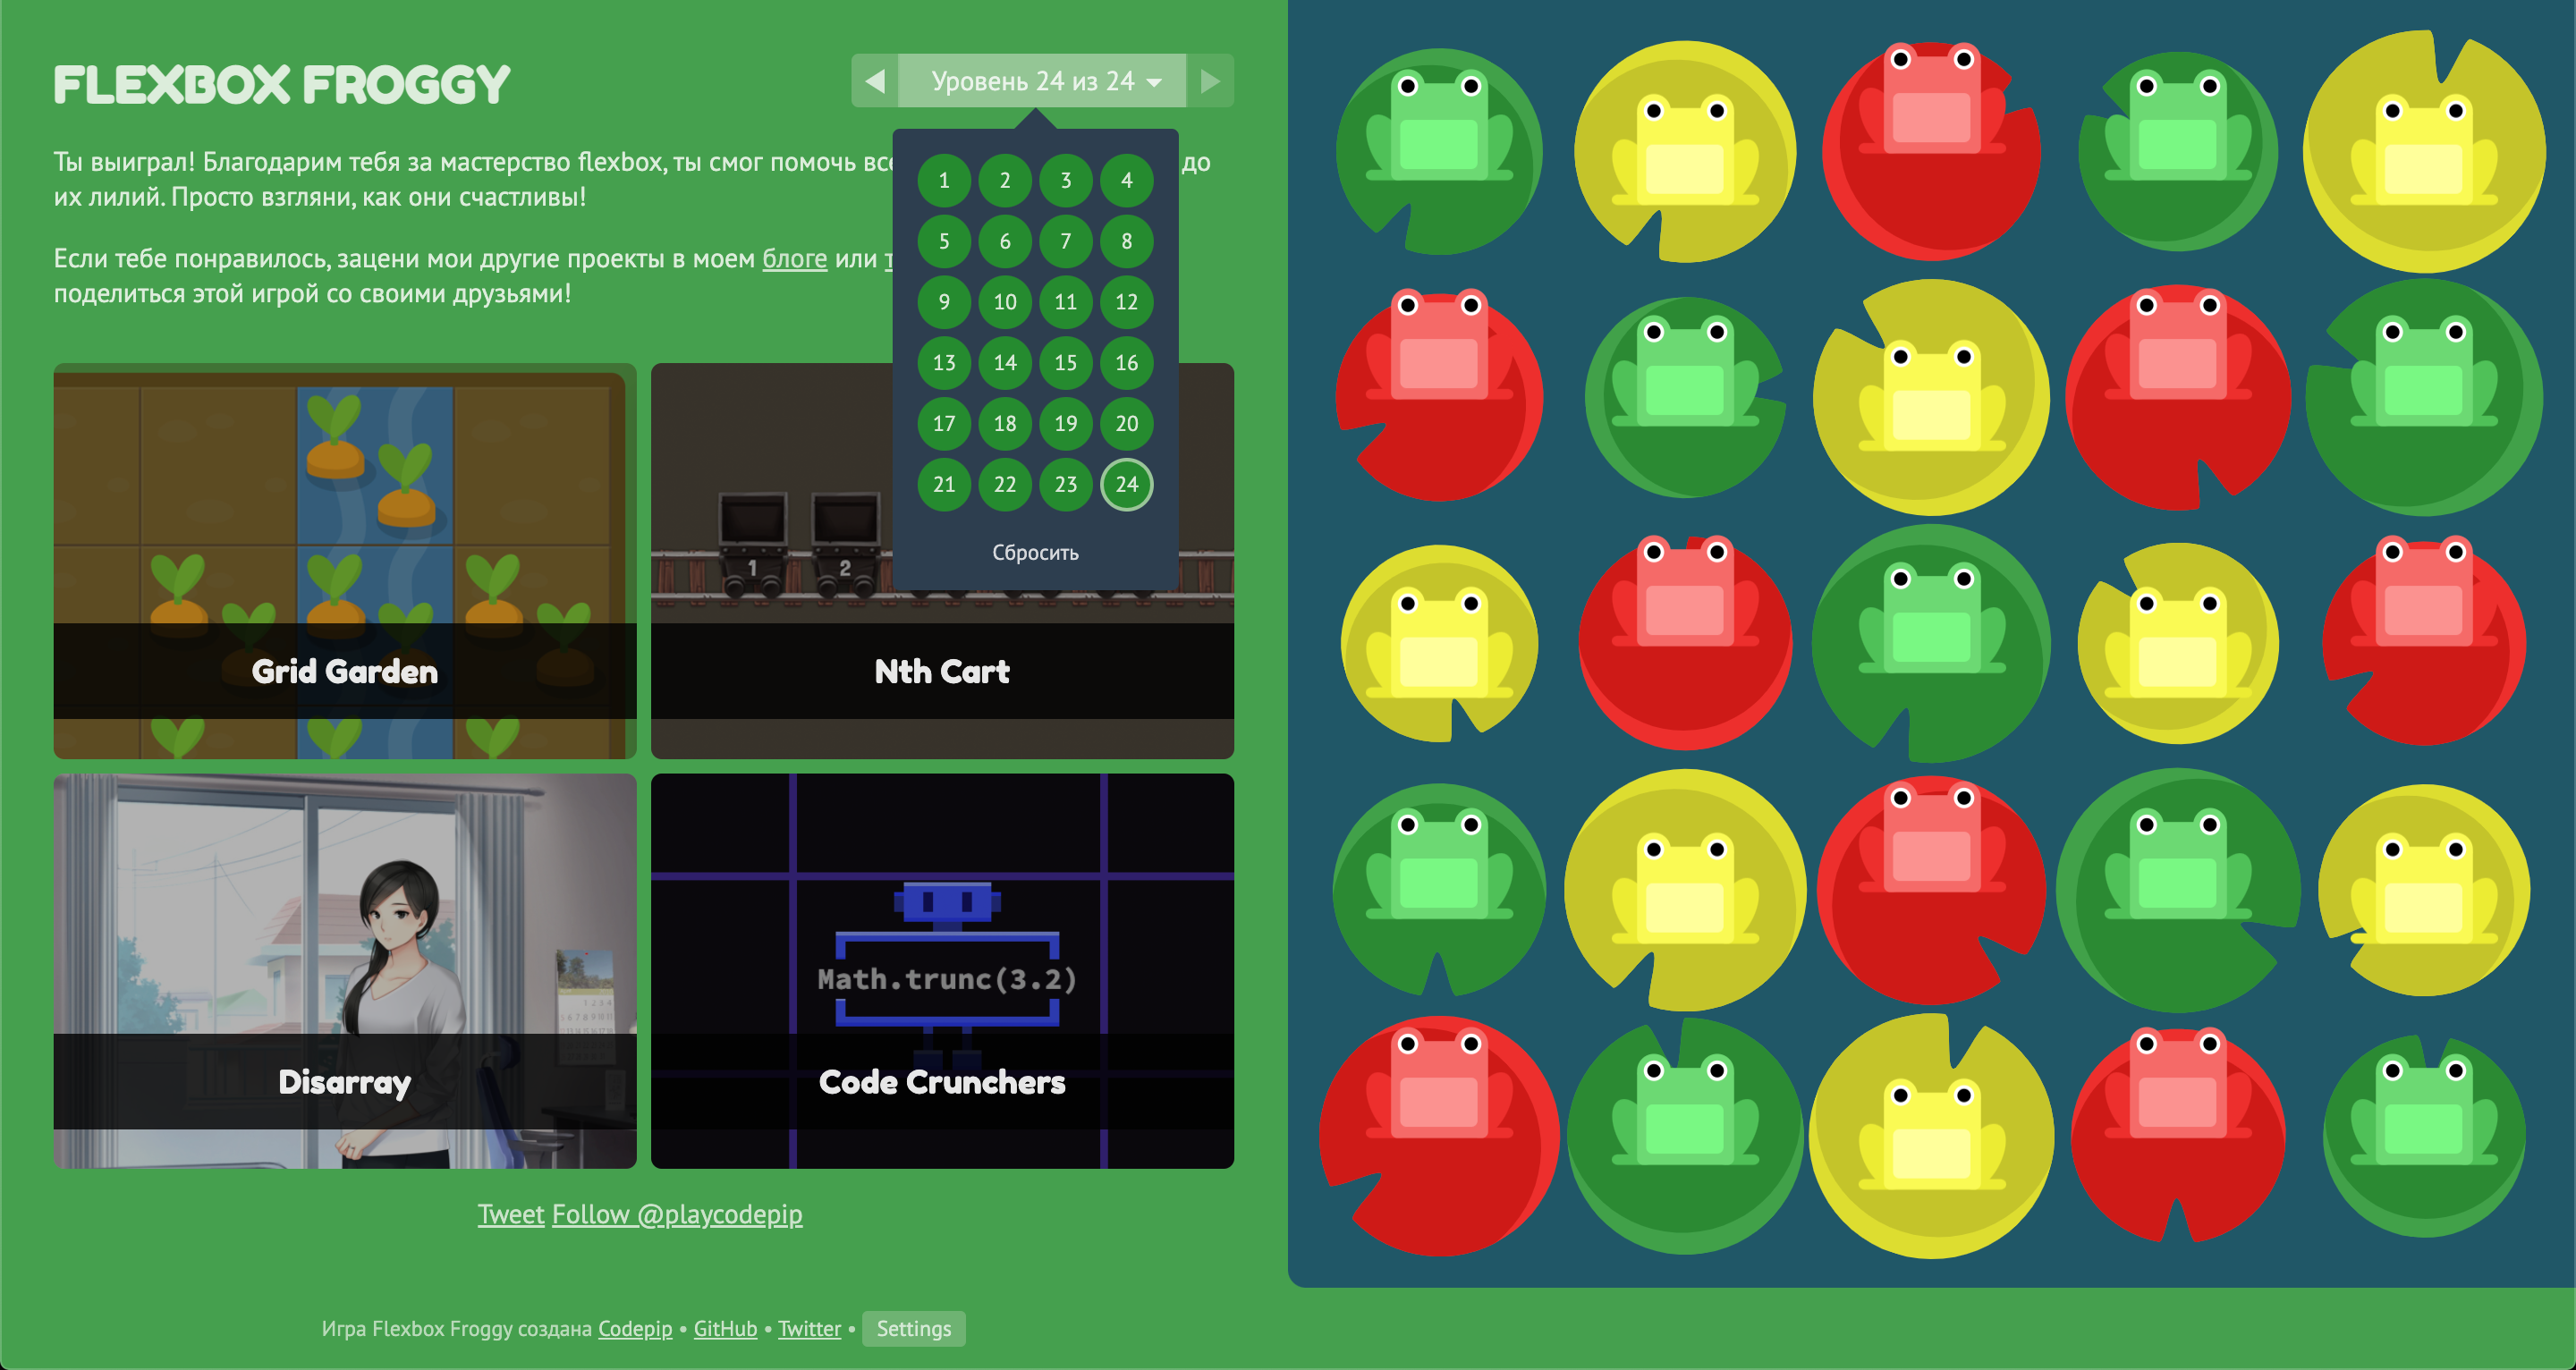 FLEXBOX FROGGY
Уровень 24 из 24
Ты выиграл! Благодарим тебя за мастерство flexbox, ты смог помочь до
их лилий. Просто взгляни, как они счастливы!
Если тебе понравилось, зацени мои другие проекты в моем блоге или
поделиться этой игрой со своими друзьями!
1 2 3 4
5 6 7 8
9 10 11 12
13 14 15 16
17 18 19 20
21 22 23 24
Сбросить
1 2
Grid Garden
Nth Cart
Math.trunc(3.2)
Disarray
Code Crunchers
Tweet Follow @playcodepip
Игра Flexbox Froggy создана Codepip • GitHub • Twitter • Settings